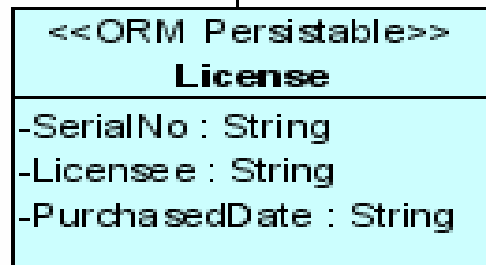 <<ORM Persistable>>
License
-SerialNo : String
-Licensee : String
-PurchasedDate : String